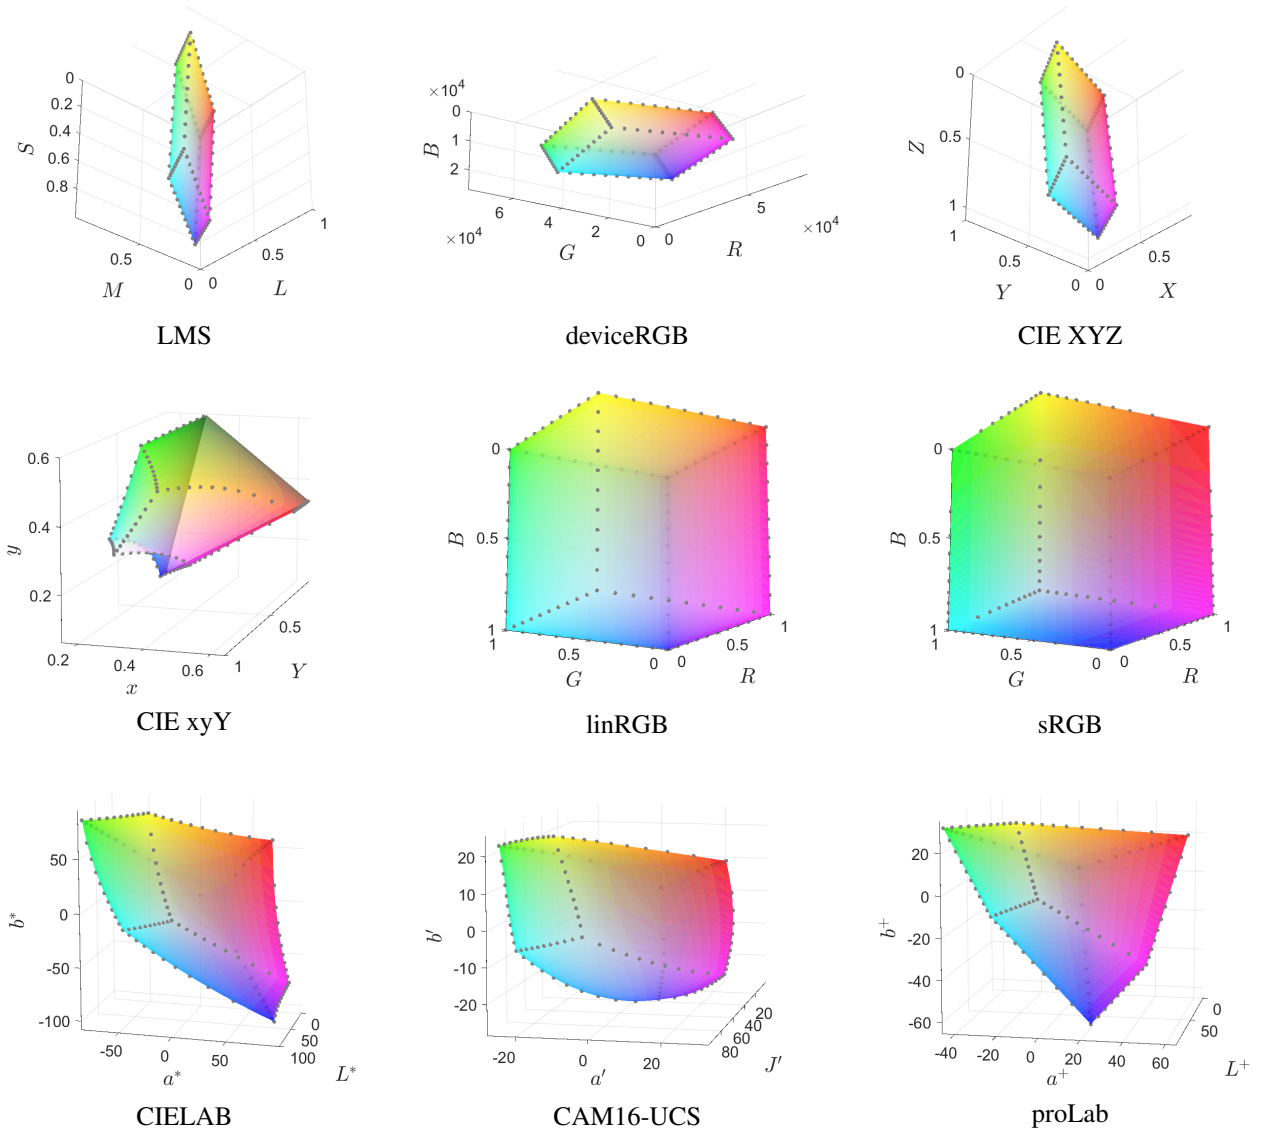 0
0.2
0.4
0.6
0.8
S
0.5
M
0 0
0.5
1
L
LMS
×10⁴
0
1
2
B
6
4
2
0 0
5
×10⁴
×10⁴
G
R
deviceRGB
0
0.5
1
Z
1
0.5
0 0
0.5
Y
X
CIE XYZ
0.6
0.4
0.2
y
0.2
0.4
0.6
1
0.5
x
Y
CIE xyY
0
0.5
1
B
1
0.5
0 0
0.5
1
G
R
linRGB
0
0.5
1
B
1
0.5
0 0
0.5
1
G
R
sRGB
50
0
-50
-100
b*
-50
0
50
0
50
100
a*
L*
CIELAB
20
10
0
-10
-20
b′
-20
0
20
20
40
60
80
a′
J′
CAM16-UCS
20
0
-20
-40
-60
b⁺
-40
-20
0
20
40
60
0
50
a⁺
L⁺
proLab